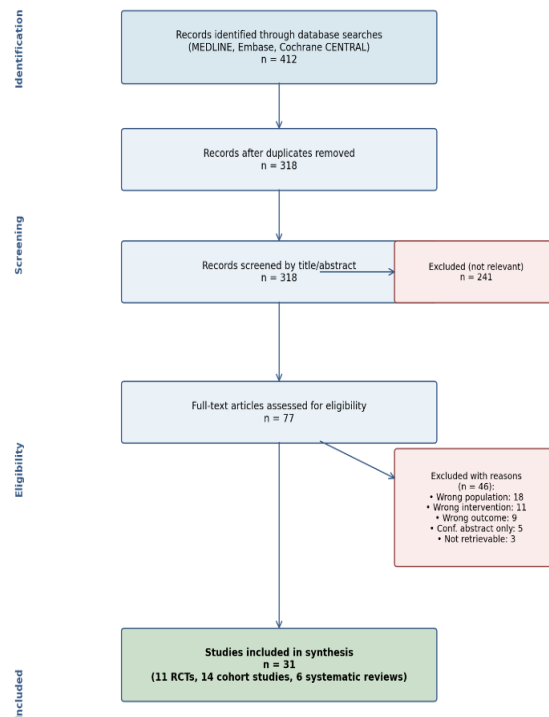 Identification
Records identified through database searches
(MEDLINE, Embase, Cochrane CENTRAL)
n = 412
Records after duplicates removed
n = 318
Screening
Records screened by title/abstract
n = 318
Excluded (not relevant)
n = 241
Full-text articles assessed for eligibility
n = 77
Eligibility
Excluded with reasons
(n = 46):
• Wrong population: 18
• Wrong intervention: 11
• Wrong outcome: 9
• Conf. abstract only: 5
• Not retrievable: 3
Studies included in synthesis
n = 31
(11 RCTs, 14 cohort studies, 6 systematic reviews)
Included